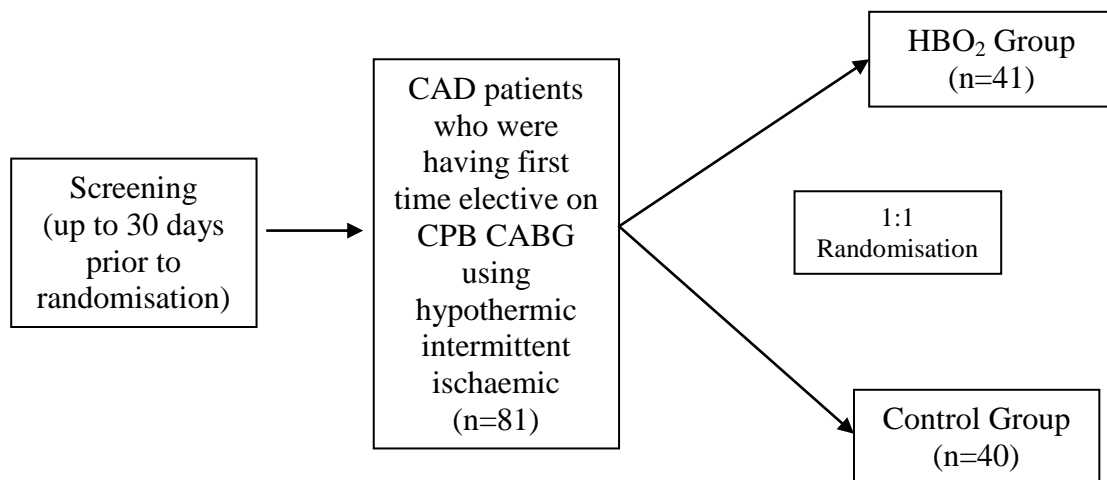 Screening
(up to 30 days
prior to
randomisation)
CAD patients
who were
having first
time elective on
CPB CABG
using
hypothermic
intermittent
ischaemic
(n=81)
HBO₂ Group
(n=41)
1:1
Randomisation
Control Group
(n=40)